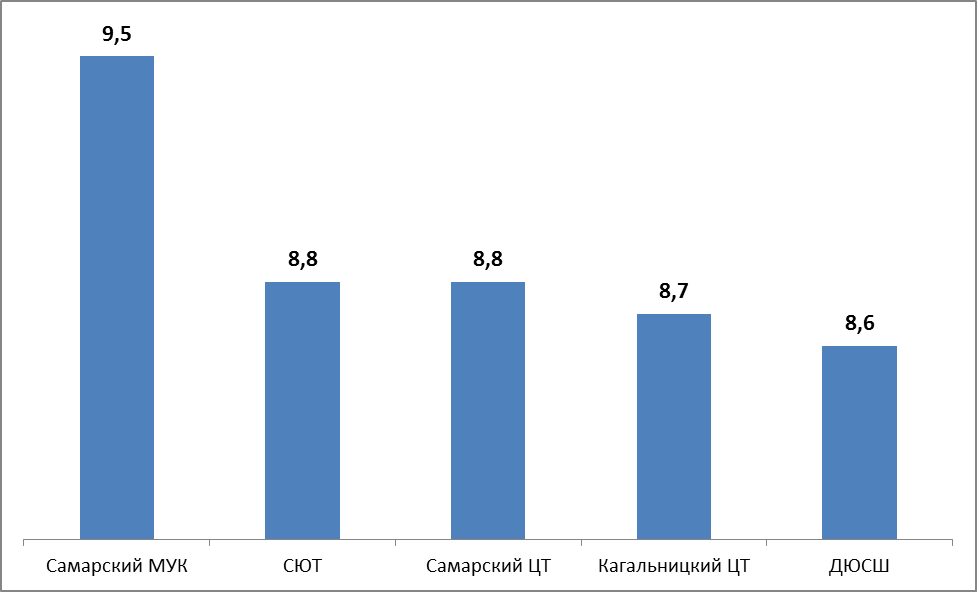 9,5
8,8
8,8
8,7
8,6
Самарский МУК
СЮТ
Самарский ЦТ
Кагальницкий ЦТ
ДЮСШ